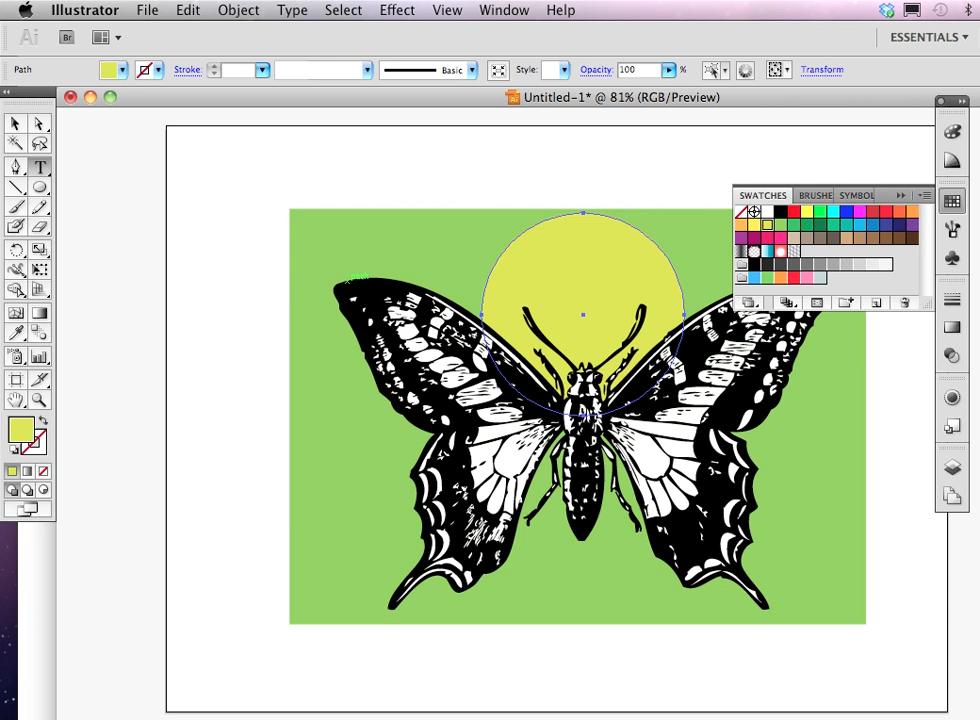 Illustrator File Edit Object Type Select Effect View Window Help
Ai Br ESSENTIALS
Path Stroke: Basic Style: Opacity: 100 % Transform
Untitled-1* @ 81% (RGB/Preview)
SWATCHES BRUSHE SYMBOL
T
path